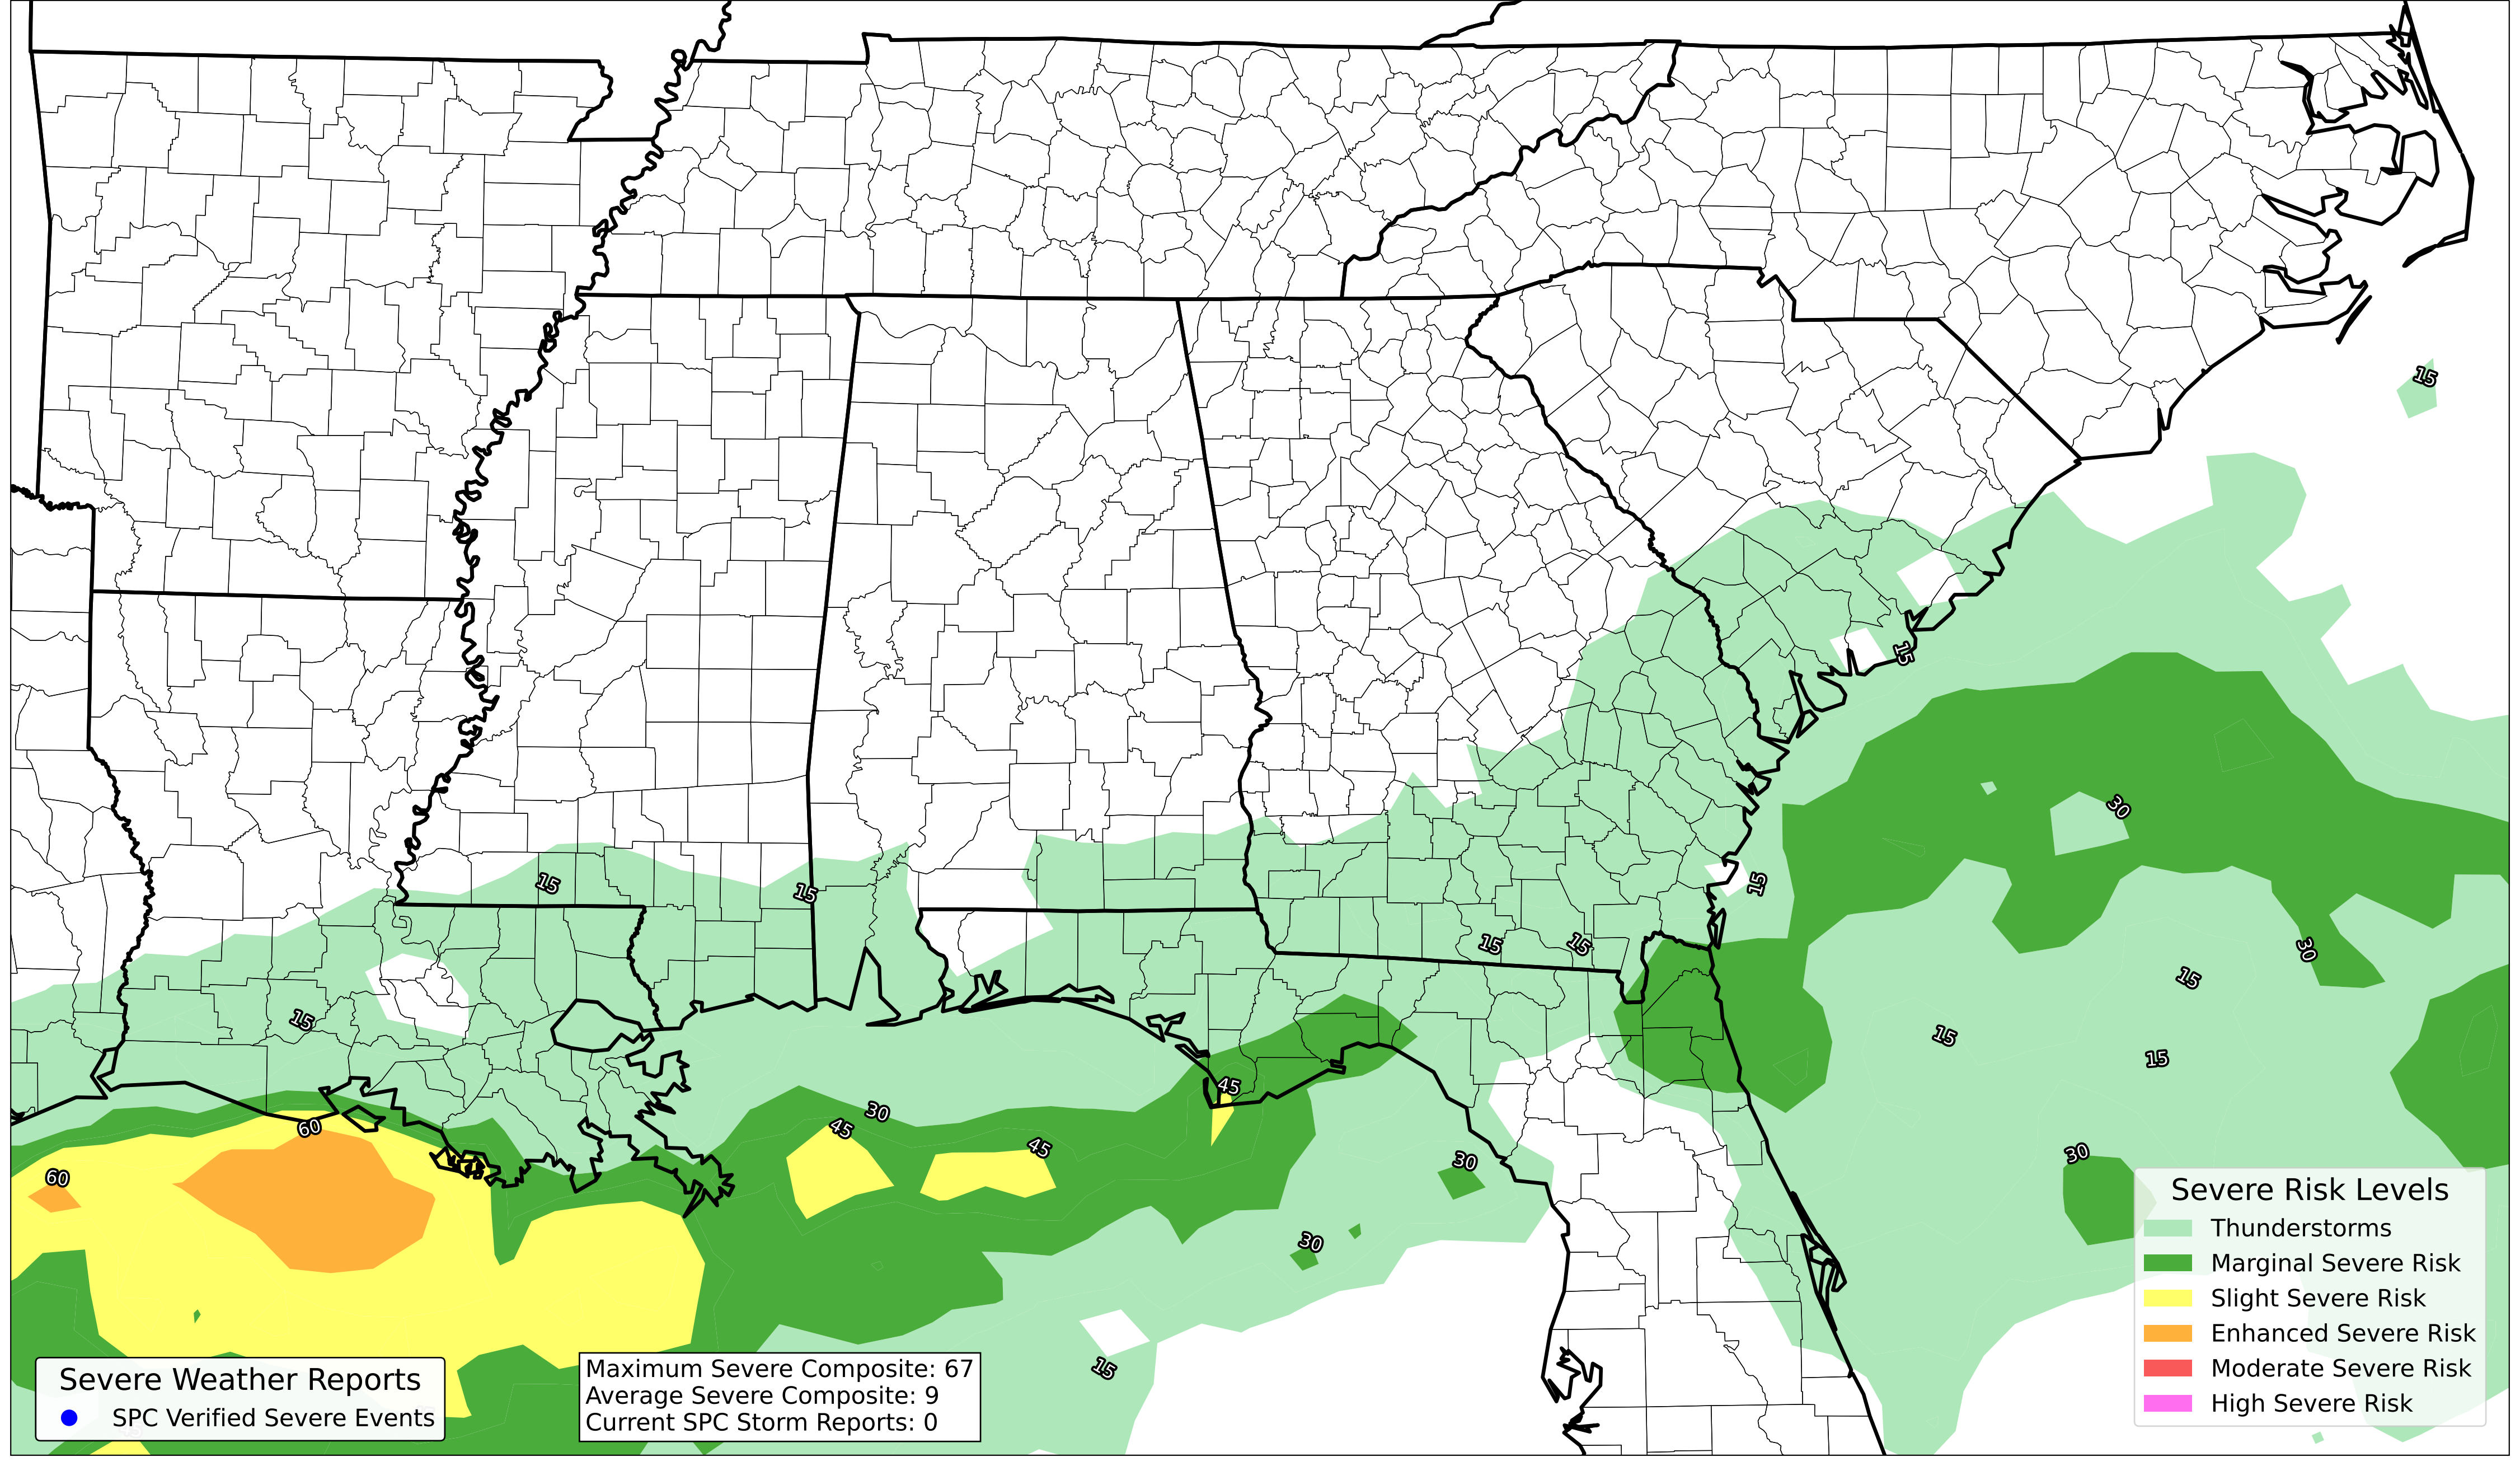 15
15
15
15
15
15
15
30
30
15
15
15
15
45
30
45
45
60
60
30
30
30
15
Severe Risk Levels
Thunderstorms
Marginal Severe Risk
Slight Severe Risk
Enhanced Severe Risk
Moderate Severe Risk
High Severe Risk
Severe Weather Reports
SPC Verified Severe Events
Maximum Severe Composite: 67
Average Severe Composite: 9
Current SPC Storm Reports: 0